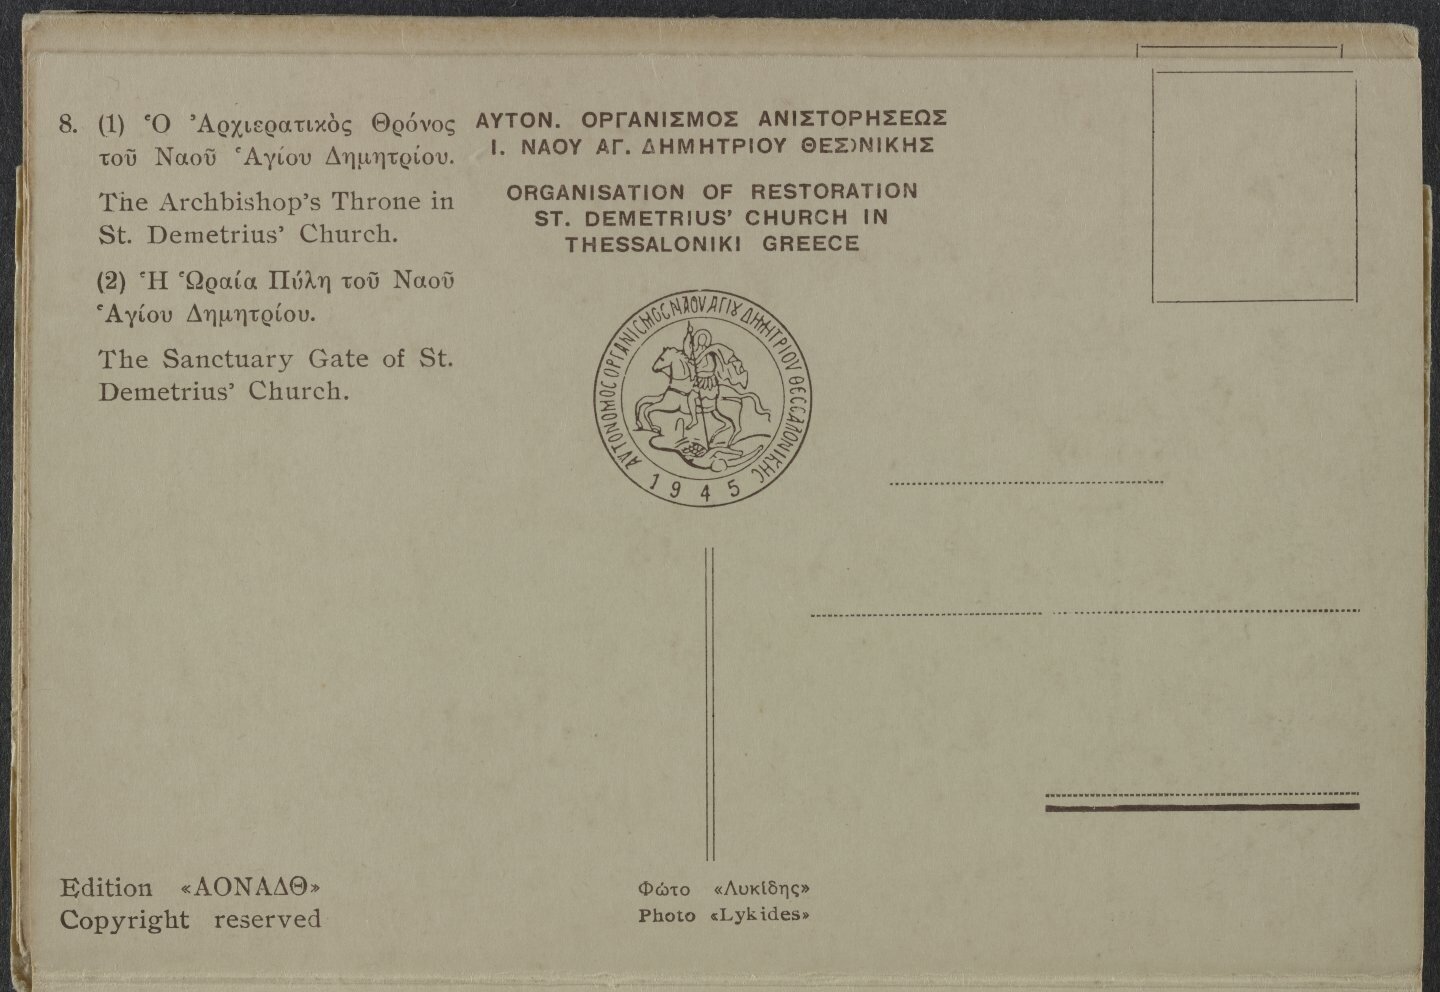 8. (1) Ὁ Ἀρχιερατικὸς Θρόνος
τοῦ Ναοῦ Ἁγίου Δημητρίου.
The Archbishop's Throne in
St. Demetrius' Church.
(2) Ἡ Ὡραία Πύλη τοῦ Ναοῦ
Ἁγίου Δημητρίου.
The Sanctuary Gate of St.
Demetrius' Church.
ΑΥΤΟΝ. ΟΡΓΑΝΙΣΜΟΣ ΑΝΙΣΤΟΡΗΣΕΩΣ
Ι. ΝΑΟΥ ΑΓ. ΔΗΜΗΤΡΙΟΥ ΘΕΣ)ΝΙΚΗΣ
ORGANISATION OF RESTORATION
ST. DEMETRIUS' CHURCH IN
THESSALONIKI GREECE
ΑΥΤΟΝΟΜΟϹ ΟΡΓΑΝΙϹΜΟϹ ΝΑΟΥ ΑΓΙȢ ΔΗΜΗΤΡΙΟΥ ΘΕϹϹΑΛΟΝΙΚΗϹ
1945
Edition «ΑΟΝΑΔΘ»
Copyright reserved
Φώτο «Λυκίδης»
Photo «Lykides»